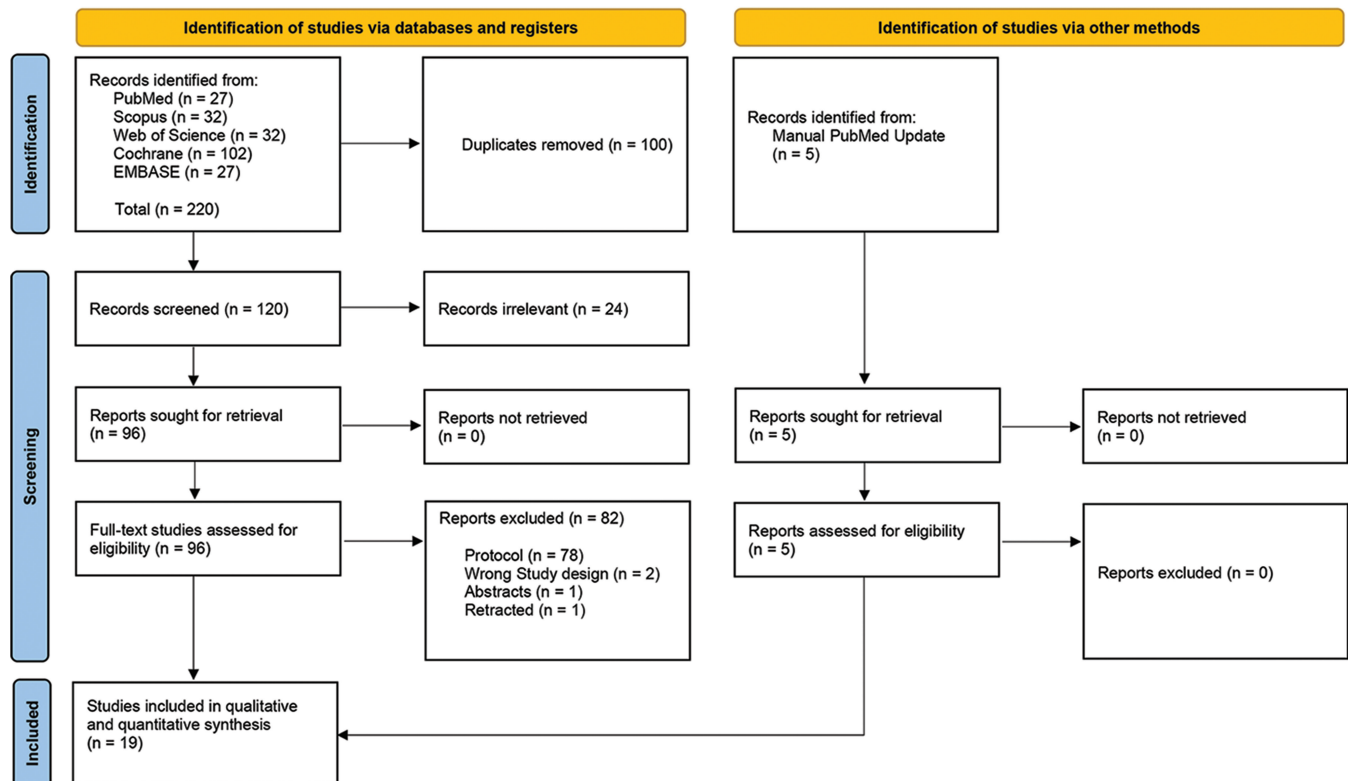 Identification of studies via databases and registers
Identification of studies via other methods
Identification
Records identified from:
PubMed (n = 27)
Scopus (n = 32)
Web of Science (n = 32)
Cochrane (n = 102)
EMBASE (n = 27)
Total (n = 220)
Duplicates removed (n = 100)
Records identified from:
Manual PubMed Update
(n = 5)
Screening
Records screened (n = 120)
Records irrelevant (n = 24)
Reports sought for retrieval
(n = 96)
Reports not retrieved
(n = 0)
Reports sought for retrieval
(n = 5)
Reports not retrieved
(n = 0)
Full-text studies assessed for
eligibility (n = 96)
Reports excluded (n = 82)
Protocol (n = 78)
Wrong Study design (n = 2)
Abstracts (n = 1)
Retracted (n = 1)
Reports assessed for eligibility
(n = 5)
Reports excluded (n = 0)
Included
Studies included in qualitative
and quantitative synthesis
(n = 19)